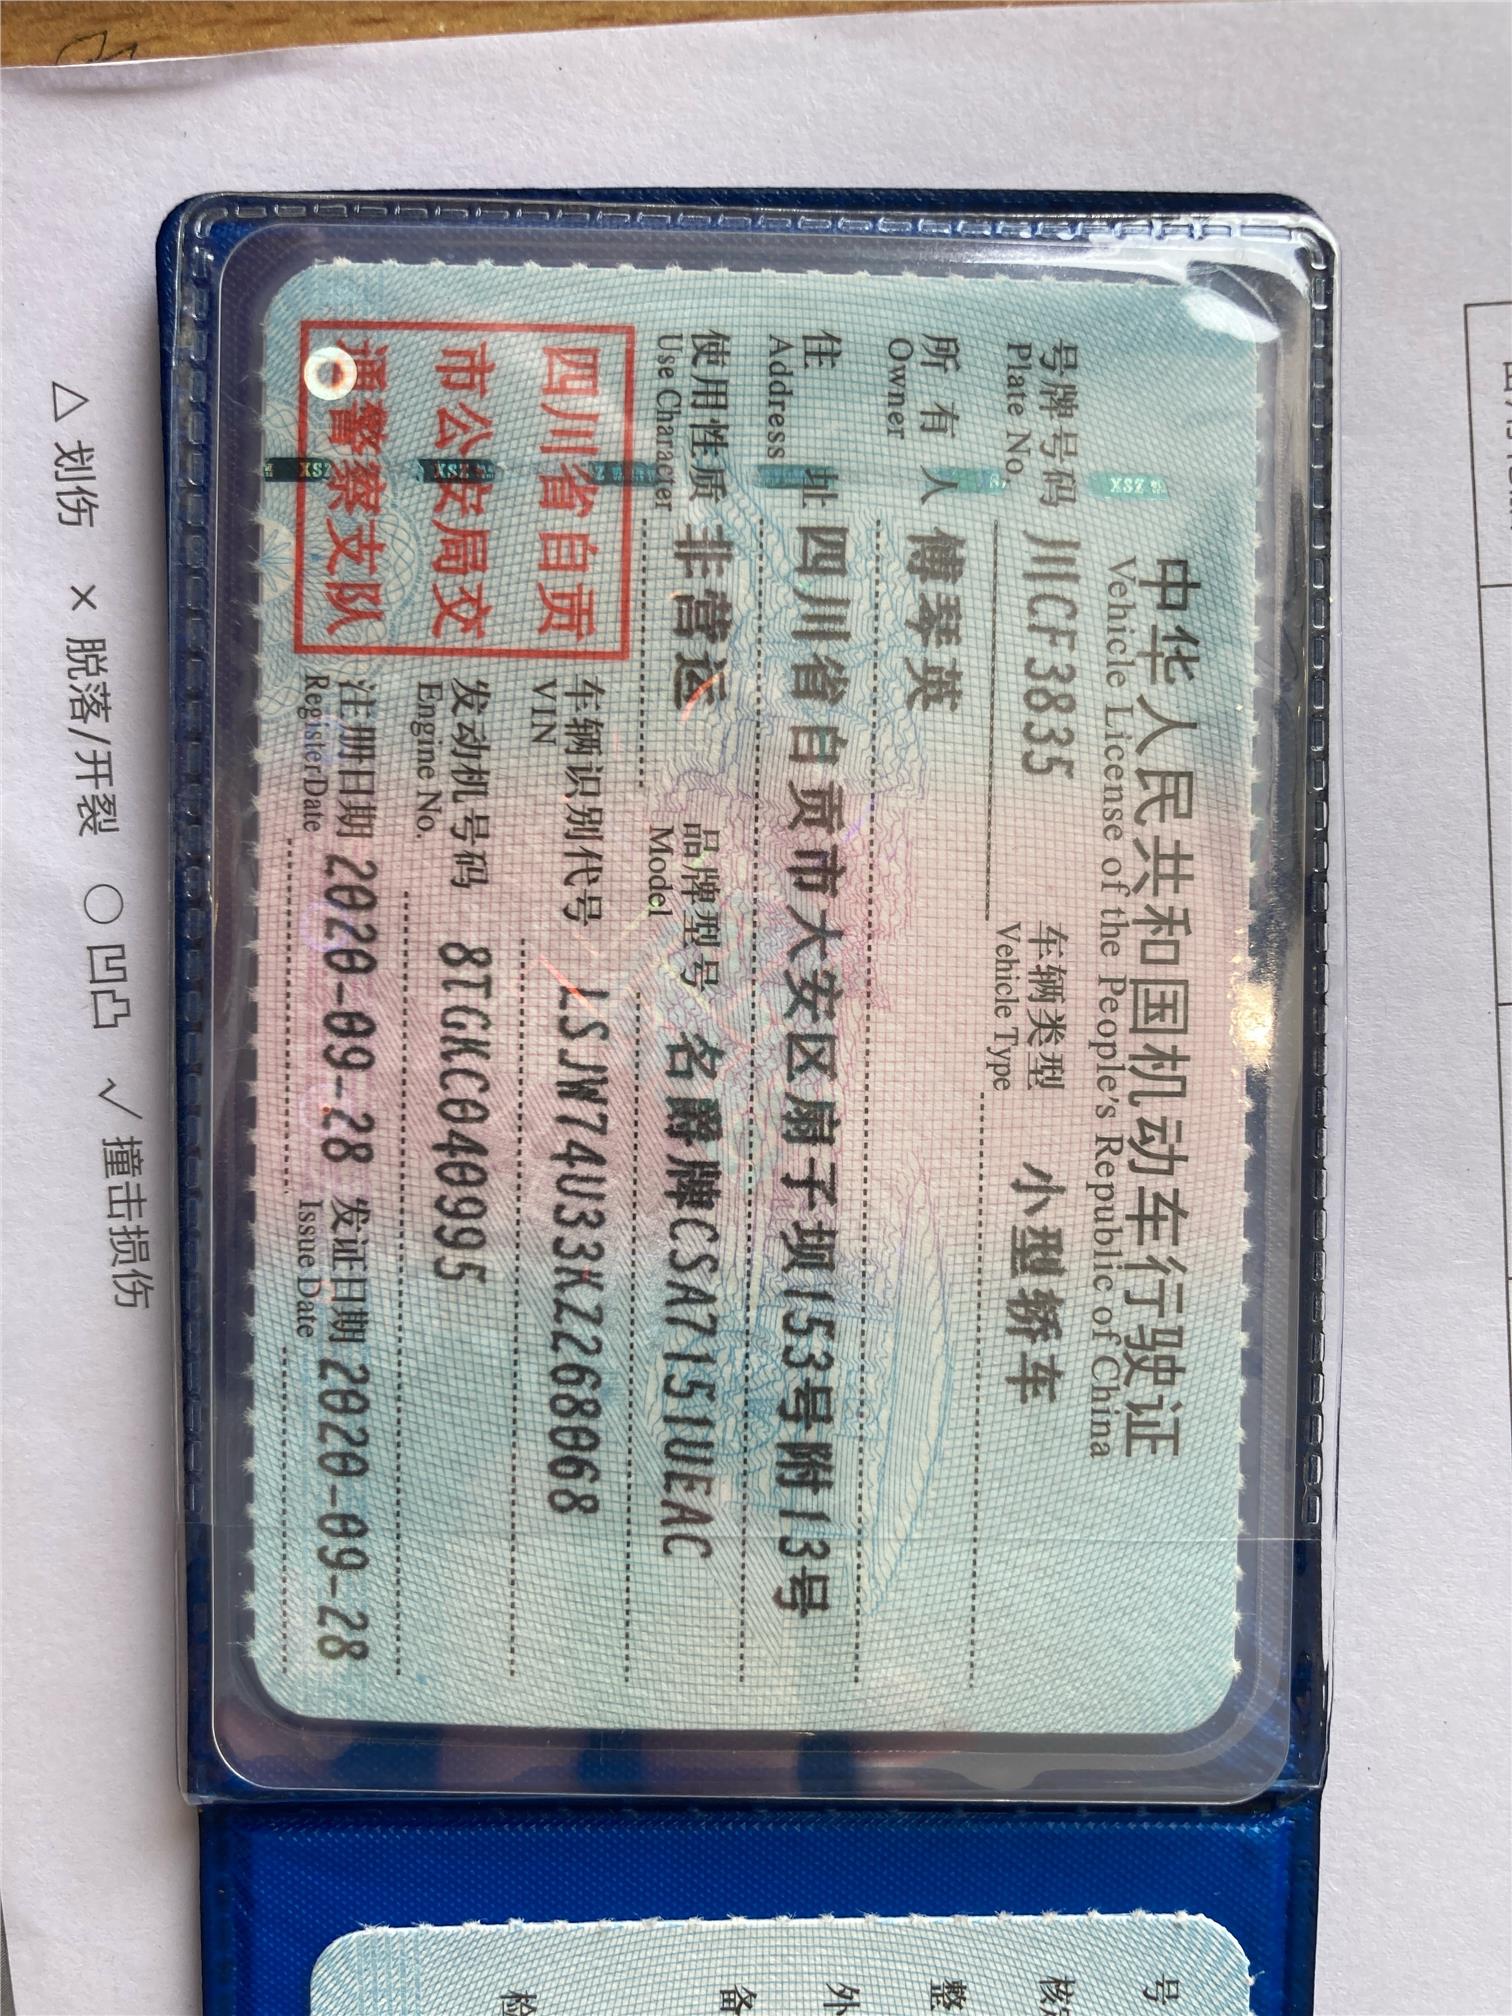 中华人民共和国机动车行驶证
Vehicle License of the People's Republic of China
号牌号码 川CF3835 车辆类型 小型轿车
Plate No. Vehicle Type
所有人 傅琴英
Owner
住址 四川省自贡市大安区扇子坝153号附13号
Address
使用性质 非营运 品牌型号 名爵牌CSA7151UEAC
Use Character Model
四川省自贡
市公安局交
通警察支队
车辆识别代号 LSJW74U33KZ268068
VIN
发动机号码 8TGKC040995
Engine No.
注册日期 2020-09-28 发证日期 2020-09-28
Register Date Issue Date
△ 划伤 × 脱落/开裂 ○ 凹凸 √ 撞击损伤
号
核
整
外
备
检